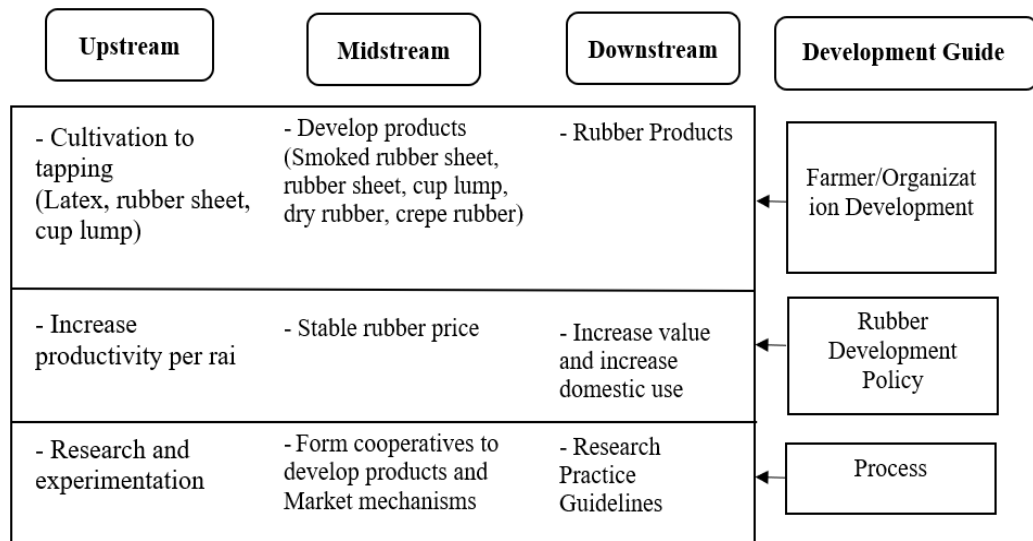 Upstream
Midstream
Downstream
Development Guide
- Cultivation to
tapping
(Latex, rubber sheet,
cup lump)
- Develop products
(Smoked rubber sheet,
rubber sheet, cup lump,
dry rubber, crepe rubber)
- Rubber Products
Farmer/Organizat
ion Development
- Increase
productivity per rai
- Stable rubber price
- Increase value
and increase
domestic use
Rubber
Development
Policy
- Research and
experimentation
- Form cooperatives to
develop products and
Market mechanisms
- Research
Practice
Guidelines
Process